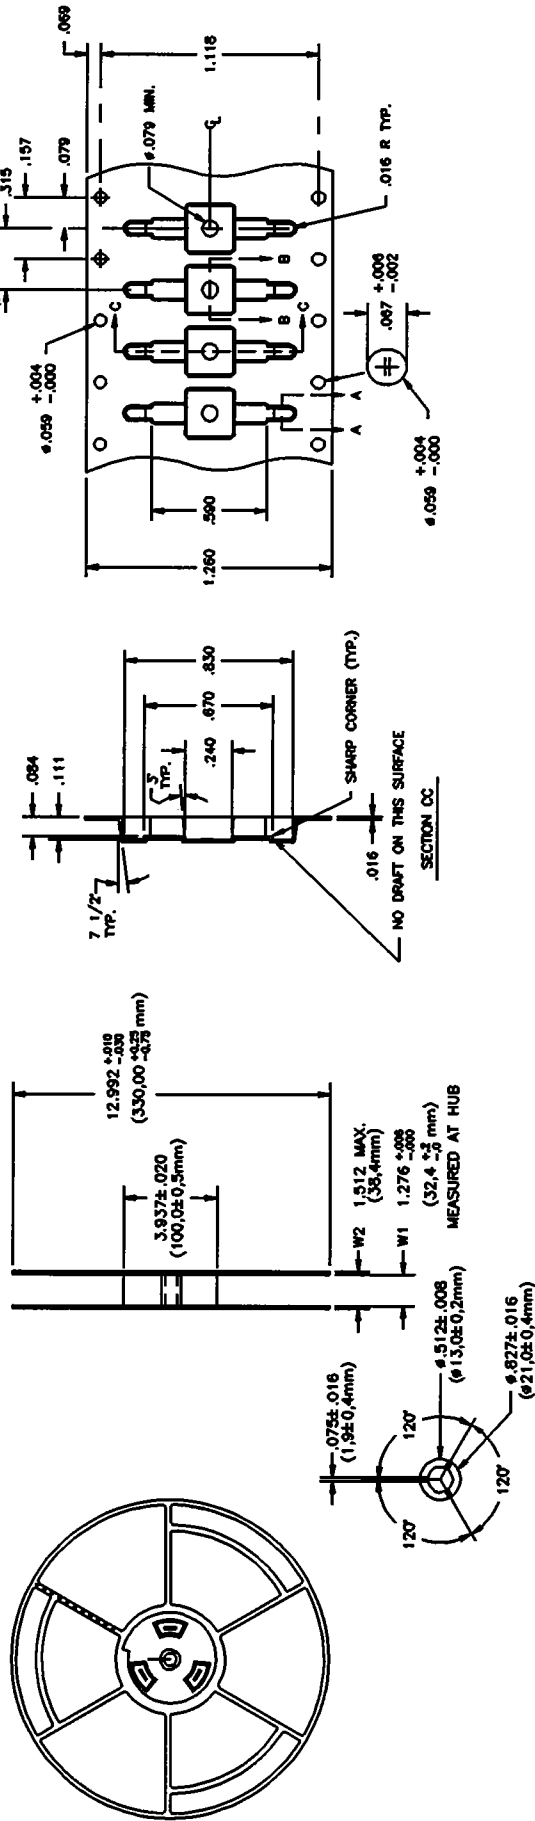 .069
1.118
.079
.157
.315
ø.079 MIN.
CL
.016 R TYP.
+.004
ø.059 -.000
C
C
B
B
A
A
+.006
.067 -.002
+.004
ø.059 -.000
.590
1.260
.084
.111
7 1/2°
TYP.
3°
TYP.
.240
.670
.830
SHARP CORNER (TYP.)
.016
NO DRAFT ON THIS SURFACE
SECTION CC
12.992 +.010 -.030
(330,00 +0,25 -0,75 mm)
3.937±.020
(100,0±0,5mm)
W2 1.512 MAX.
(38,4mm)
W1 1.276 +.006 -.000
(32,4 +,2 -,0 mm)
MEASURED AT HUB
.075±.016
(1,9±0,4mm)
120°
120°
120°
ø.512±.008
(ø13,0±0,2mm)
ø.827±.016
(ø21,0±0,4mm)